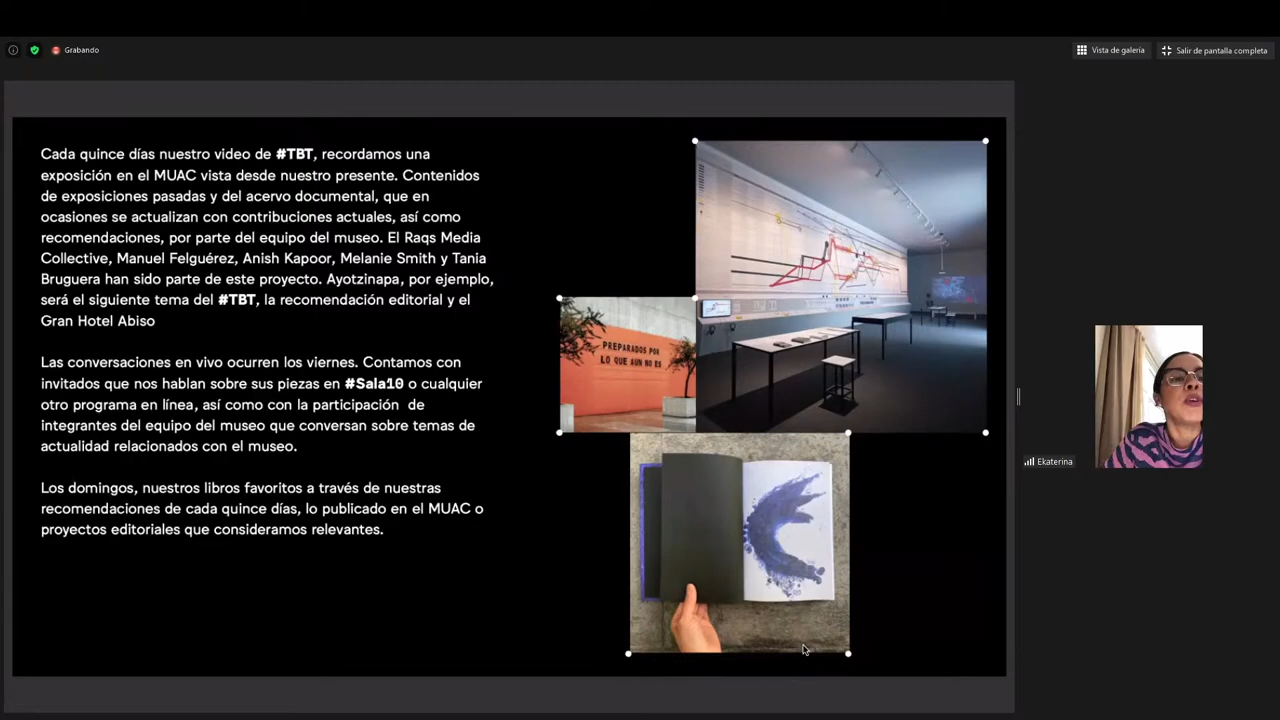 Grabando
Vista de galería
Salir de pantalla completa
Cada quince días nuestro video de #TBT, recordamos una
exposición en el MUAC vista desde nuestro presente. Contenidos
de exposiciones pasadas y del acervo documental, que en
ocasiones se actualizan con contribuciones actuales, así como
recomendaciones, por parte del equipo del museo. El Raqs Media
Collective, Manuel Felguérez, Anish Kapoor, Melanie Smith y Tania
Bruguera han sido parte de este proyecto. Ayotzinapa, por ejemplo,
será el siguiente tema del #TBT, la recomendación editorial y el
Gran Hotel Abiso
Las conversaciones en vivo ocurren los viernes. Contamos con
invitados que nos hablan sobre sus piezas en #Sala10 o cualquier
otro programa en línea, así como con la participación de
integrantes del equipo del museo que conversan sobre temas de
actualidad relacionados con el museo.
Los domingos, nuestros libros favoritos a través de nuestras
recomendaciones de cada quince días, lo publicado en el MUAC o
proyectos editoriales que consideramos relevantes.
PREPARADOS POR
LO QUE AUN NO ES
Ekaterina